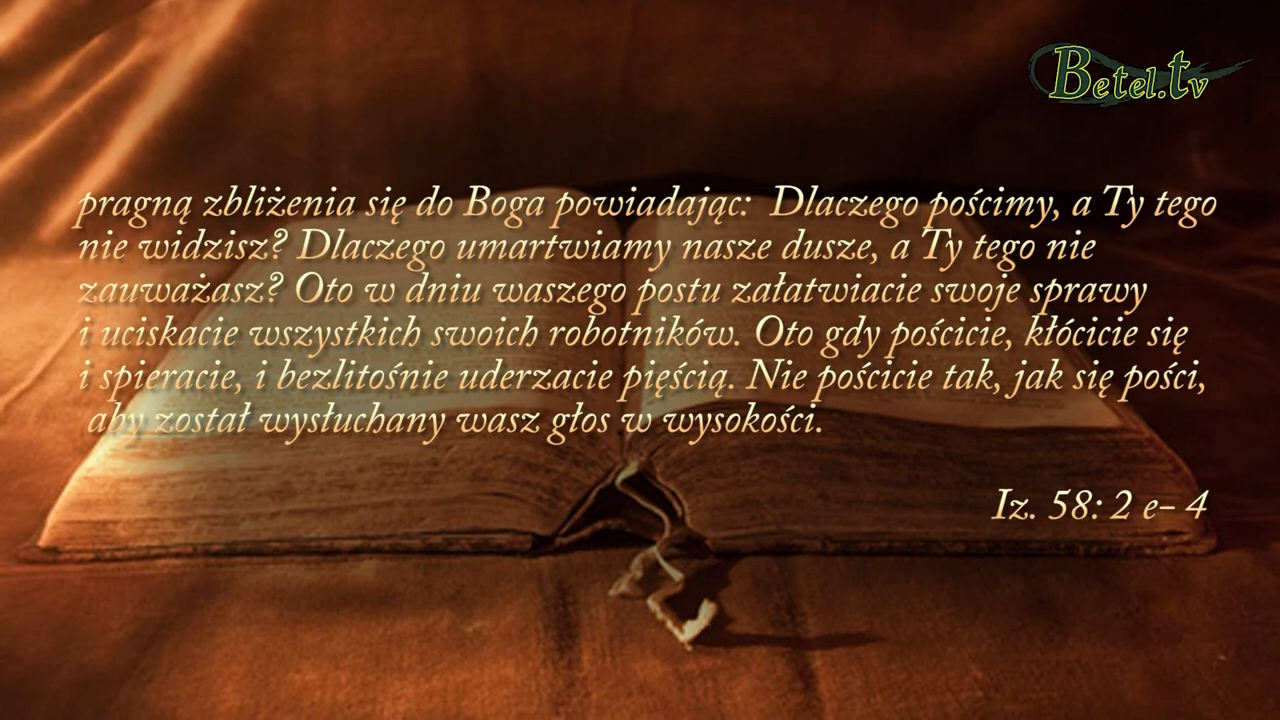 Betel.tv
pragną zbliżenia się do Boga powiadając: Dlaczego pościmy, a Ty tego
nie widzisz? Dlaczego umartwiamy nasze dusze, a Ty tego nie
zauważasz? Oto w dniu waszego postu załatwiacie swoje sprawy
i uciskacie wszystkich swoich robotników. Oto gdy pościcie, kłócicie się
i spieracie, i bezlitośnie uderzacie pięścią. Nie pościcie tak, jak się pości,
aby został wysłuchany wasz głos w wysokości.
Iz. 58: 2 e- 4